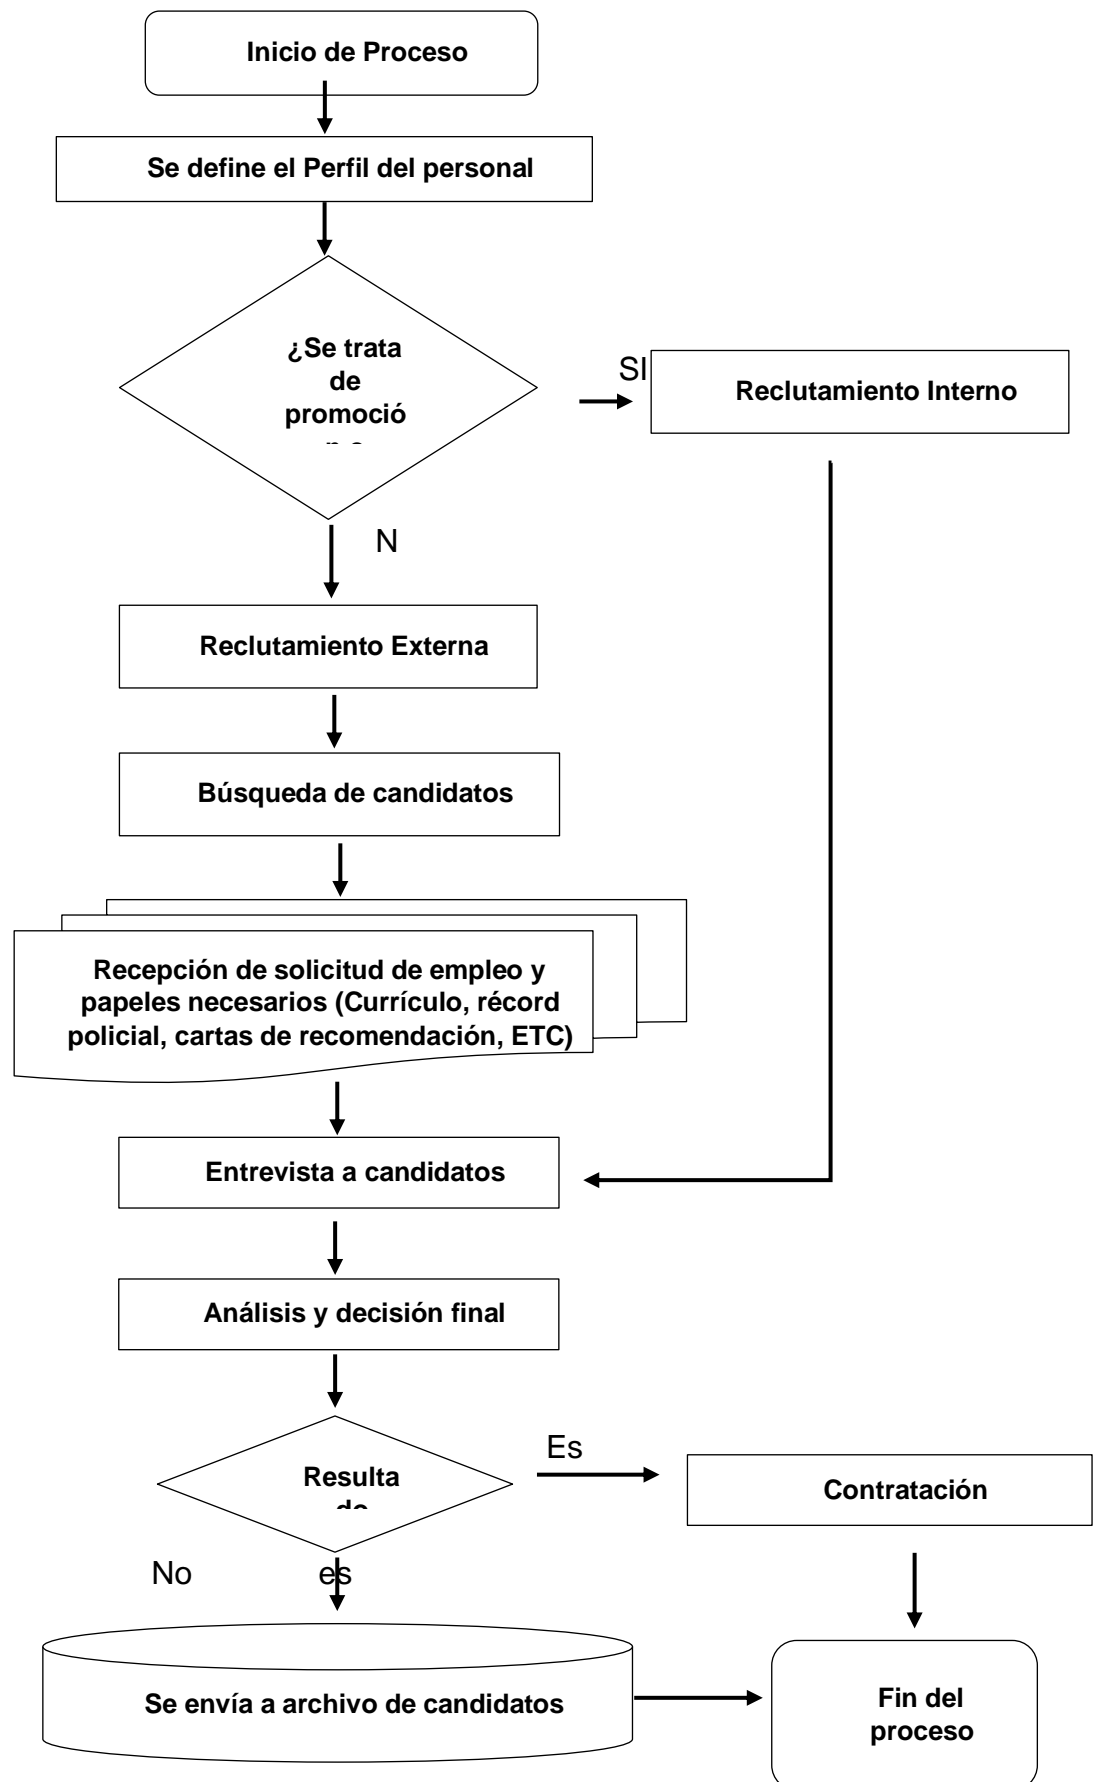 Inicio de Proceso
Se define el Perfil del personal
¿Se trata
de
promoció
SI
Reclutamiento Interno
N
Reclutamiento Externa
Búsqueda de candidatos
Recepción de solicitud de empleo y
papeles necesarios (Currículo, récord
policial, cartas de recomendación, ETC)
Entrevista a candidatos
Análisis y decisión final
Resulta
Es
Contratación
No es
Se envía a archivo de candidatos
Fin del
proceso